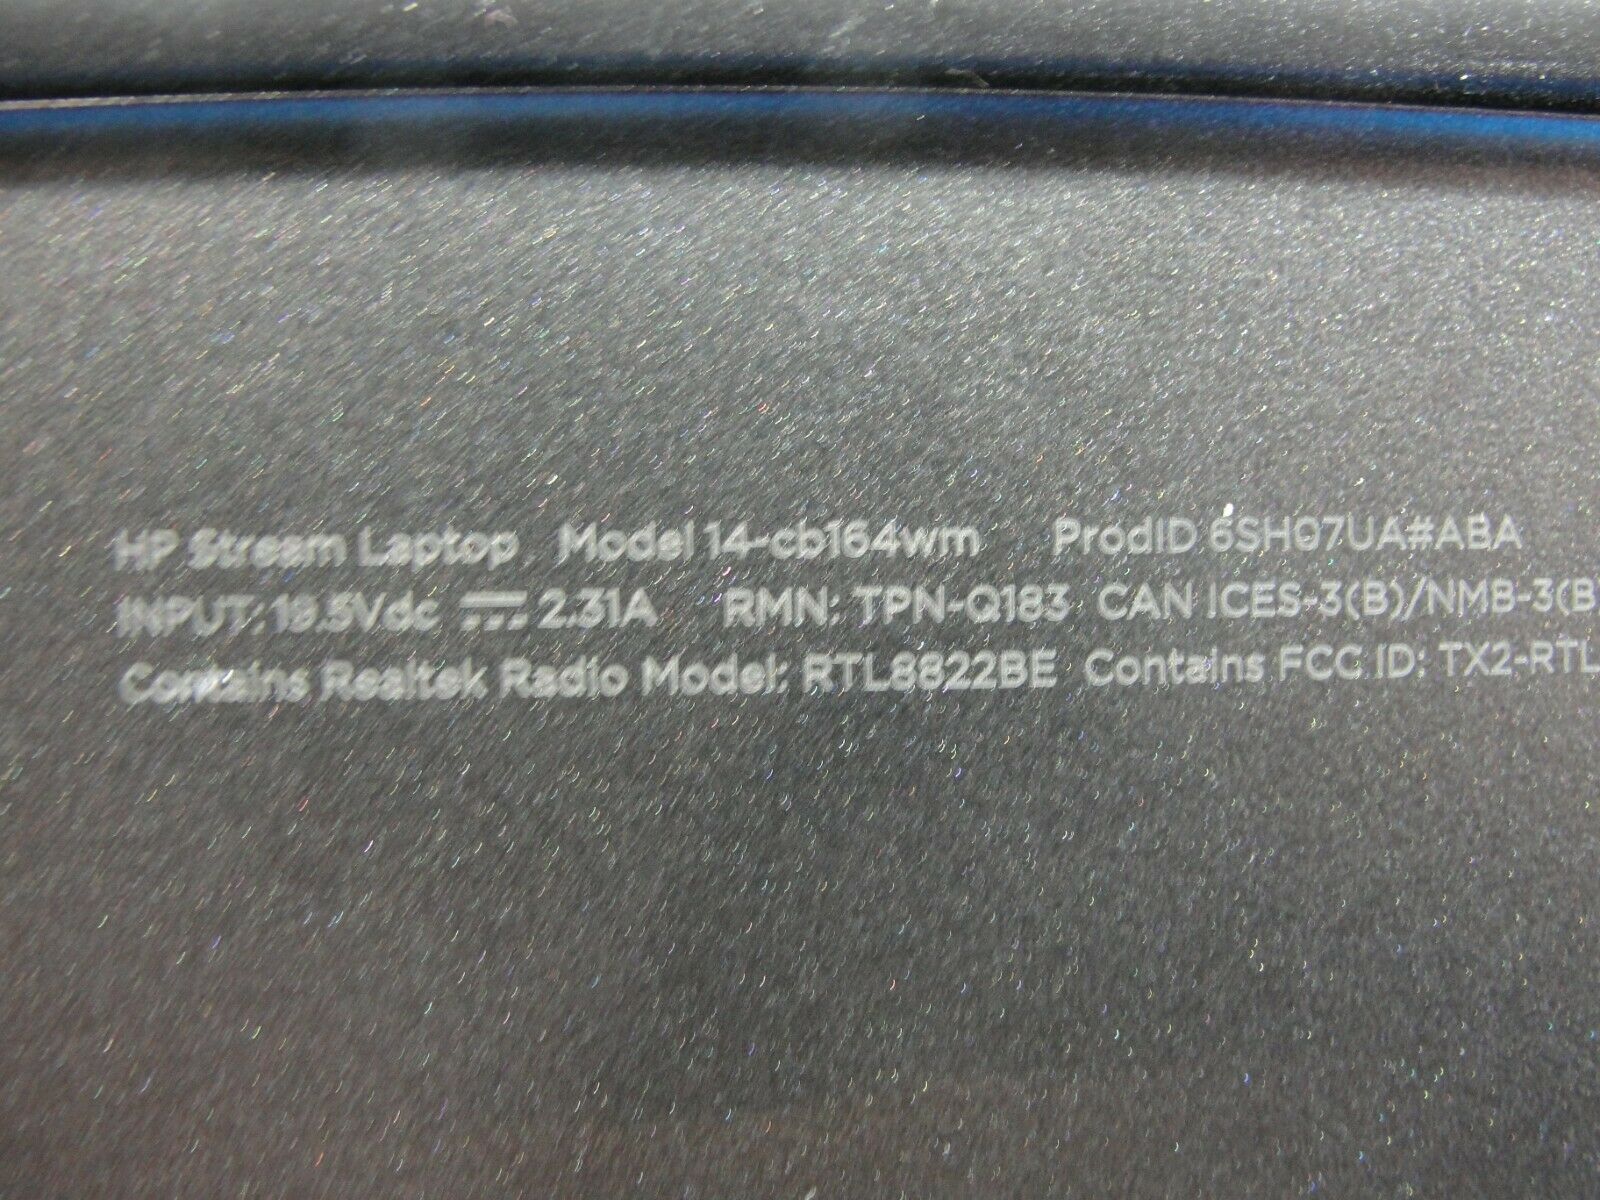 HP Stream Laptop Model 14-cb164wm ProdID 6SH07UA#ABA
INPUT: 19.5Vdc ⎓ 2.31A RMN: TPN-Q183 CAN ICES-3(B)/NMB-3(B
Contains Realtek Radio Model: RTL8822BE Contains FCC ID: TX2-RTL